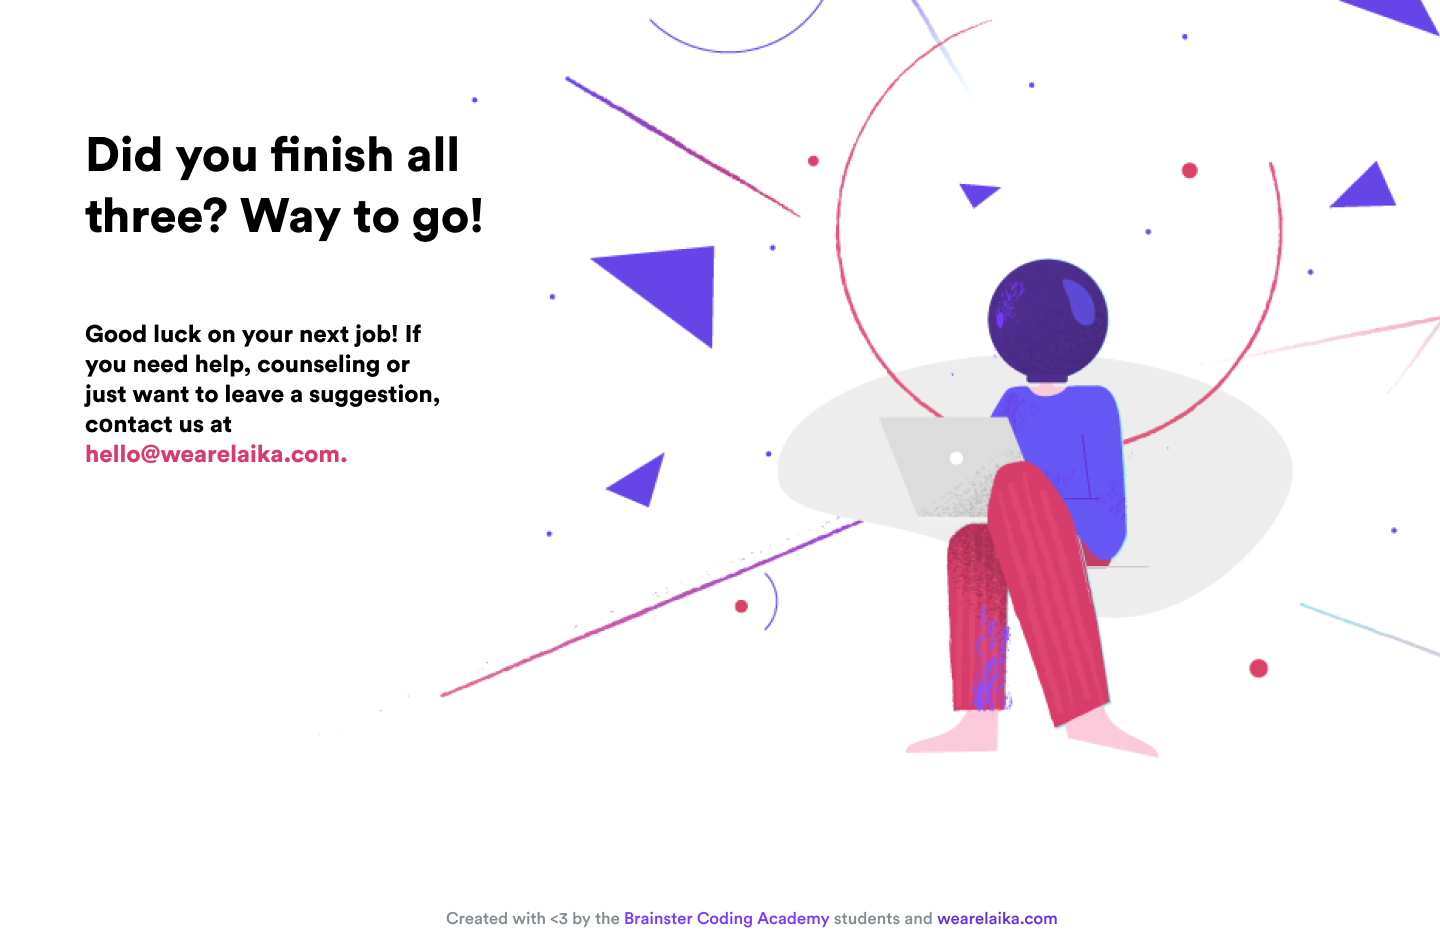 Did you finish all
three? Way to go!
Good luck on your next job! If
you need help, counseling or
just want to leave a suggestion,
contact us at
hello@wearelaika.com.
Created with <3 by the Brainster Coding Academy students and wearelaika.com